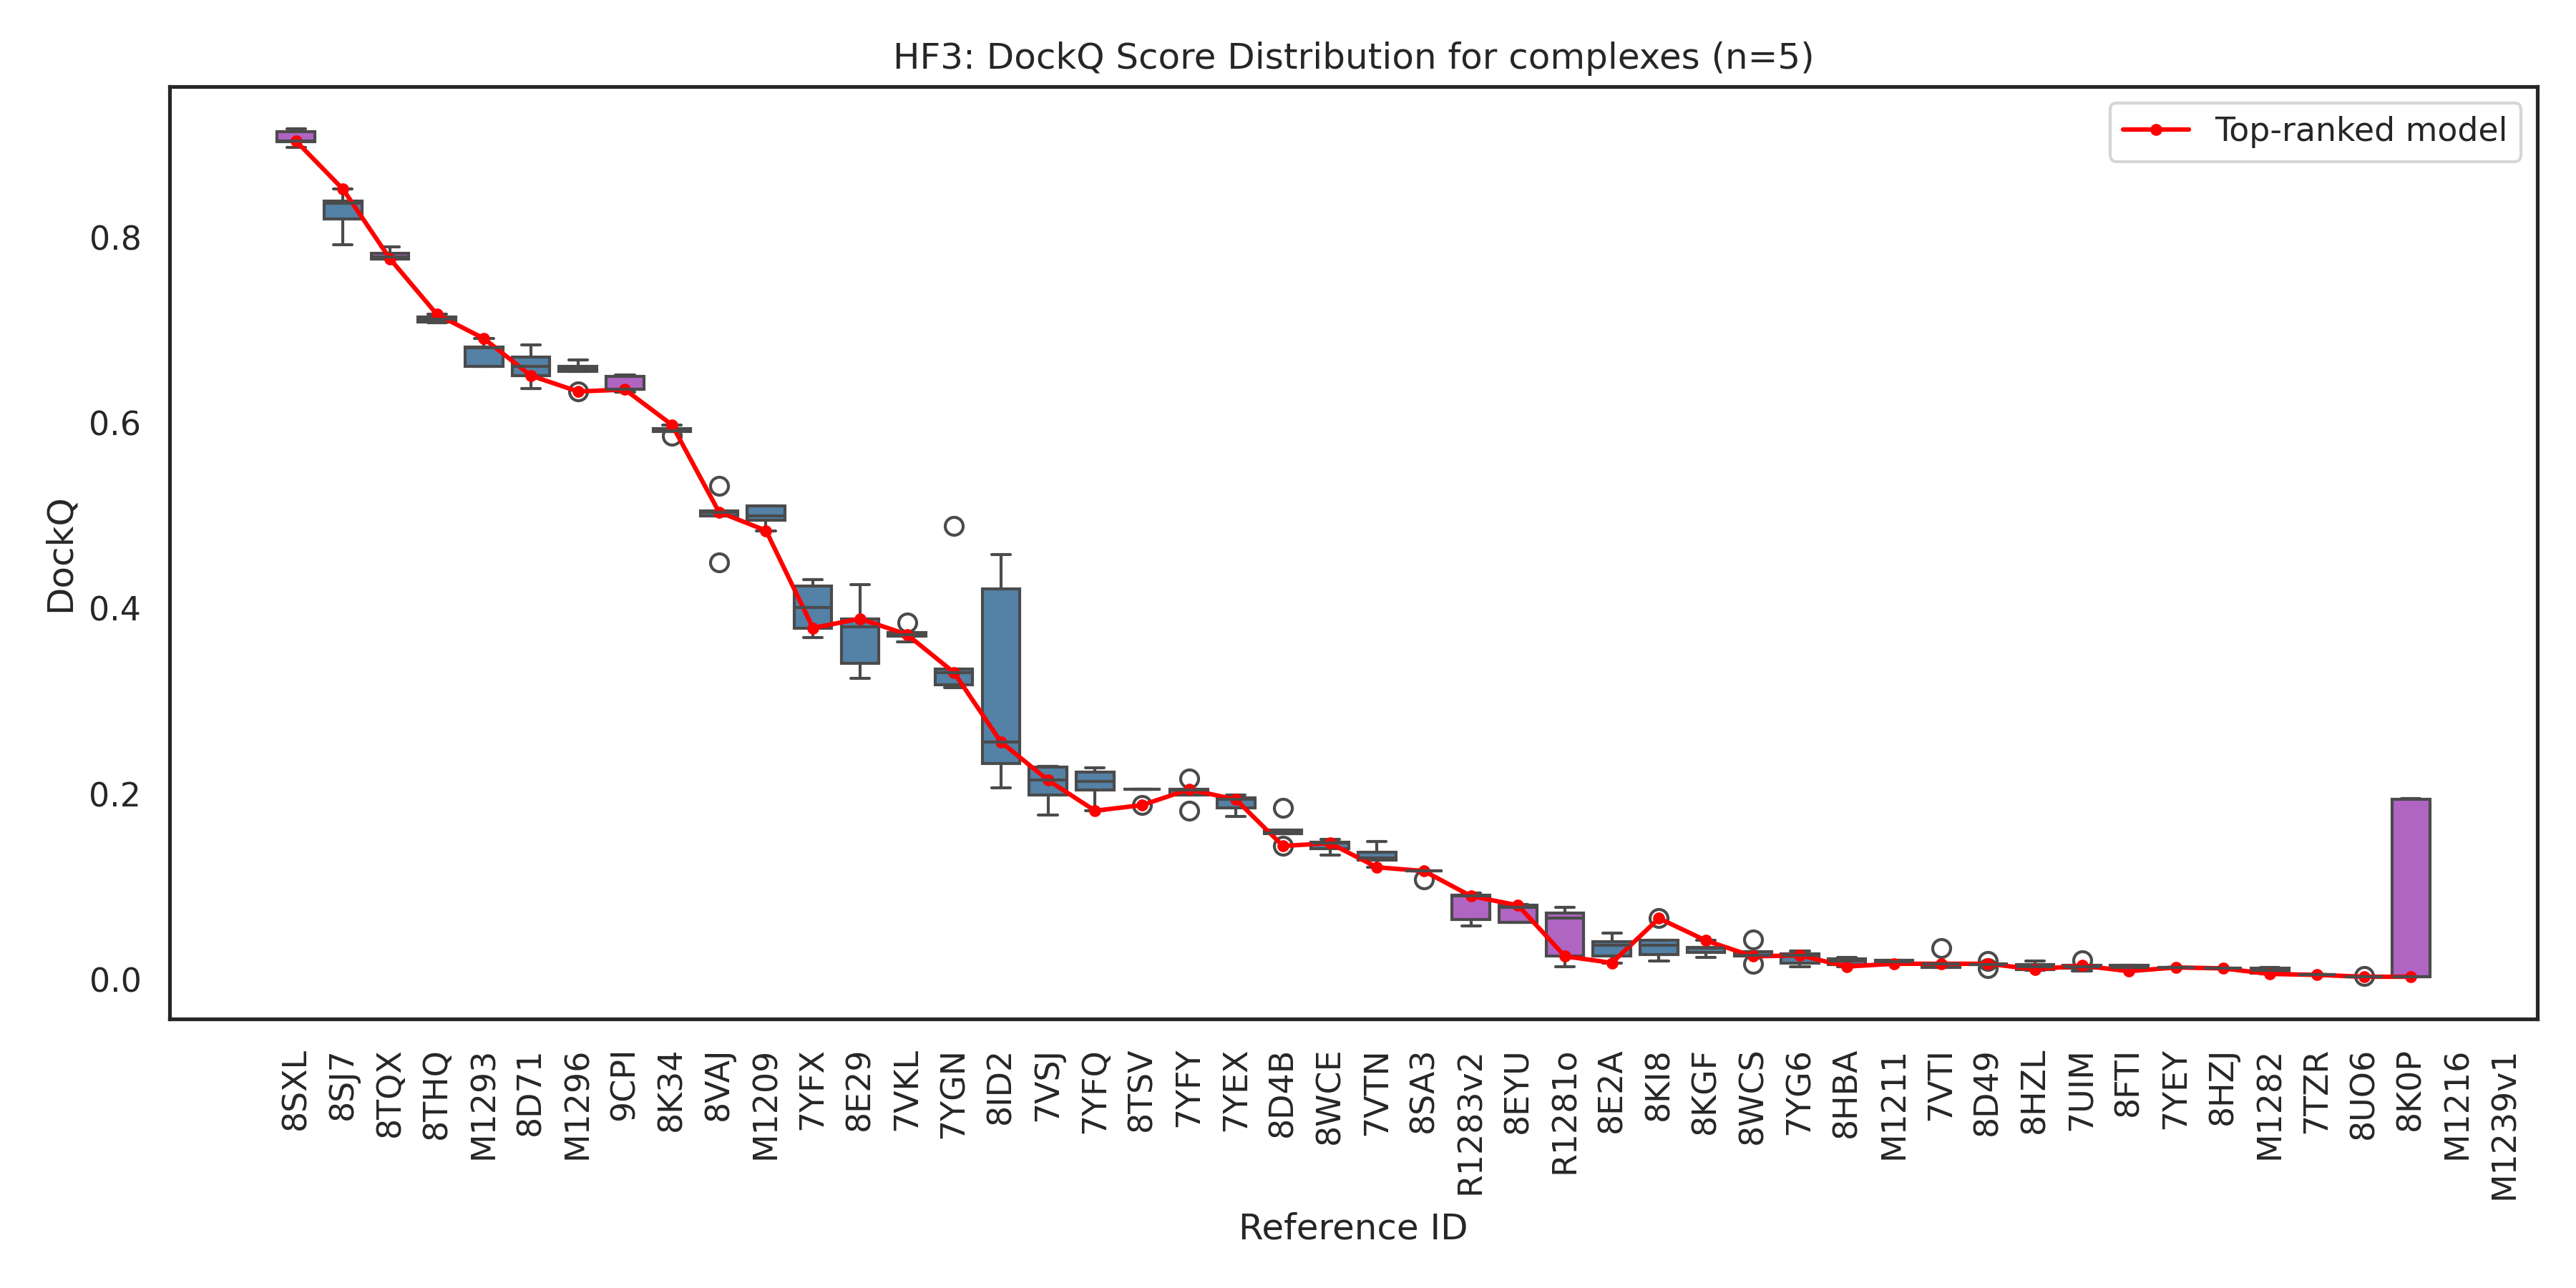 HF3: DockQ Score Distribution for complexes (n=5)
Top-ranked model
DockQ
0.8
0.6
0.4
0.2
0.0
8SXL
8SJ7
8TQX
8THQ
M1293
8D71
M1296
9CPI
8K34
8VAJ
M1209
7YFX
8E29
7VKL
7YGN
8ID2
7VSJ
7YFQ
8TSV
7YFY
7YEX
8D4B
8WCE
7VTN
8SA3
R1283v2
8EYU
R1281o
8E2A
8KI8
8KGF
8WCS
7YG6
8HBA
M1211
7VTI
8D49
8HZL
7UIM
8FTI
7YEY
8HZJ
M1282
7TZR
8UO6
8K0P
M1216
M1239v1
Reference ID